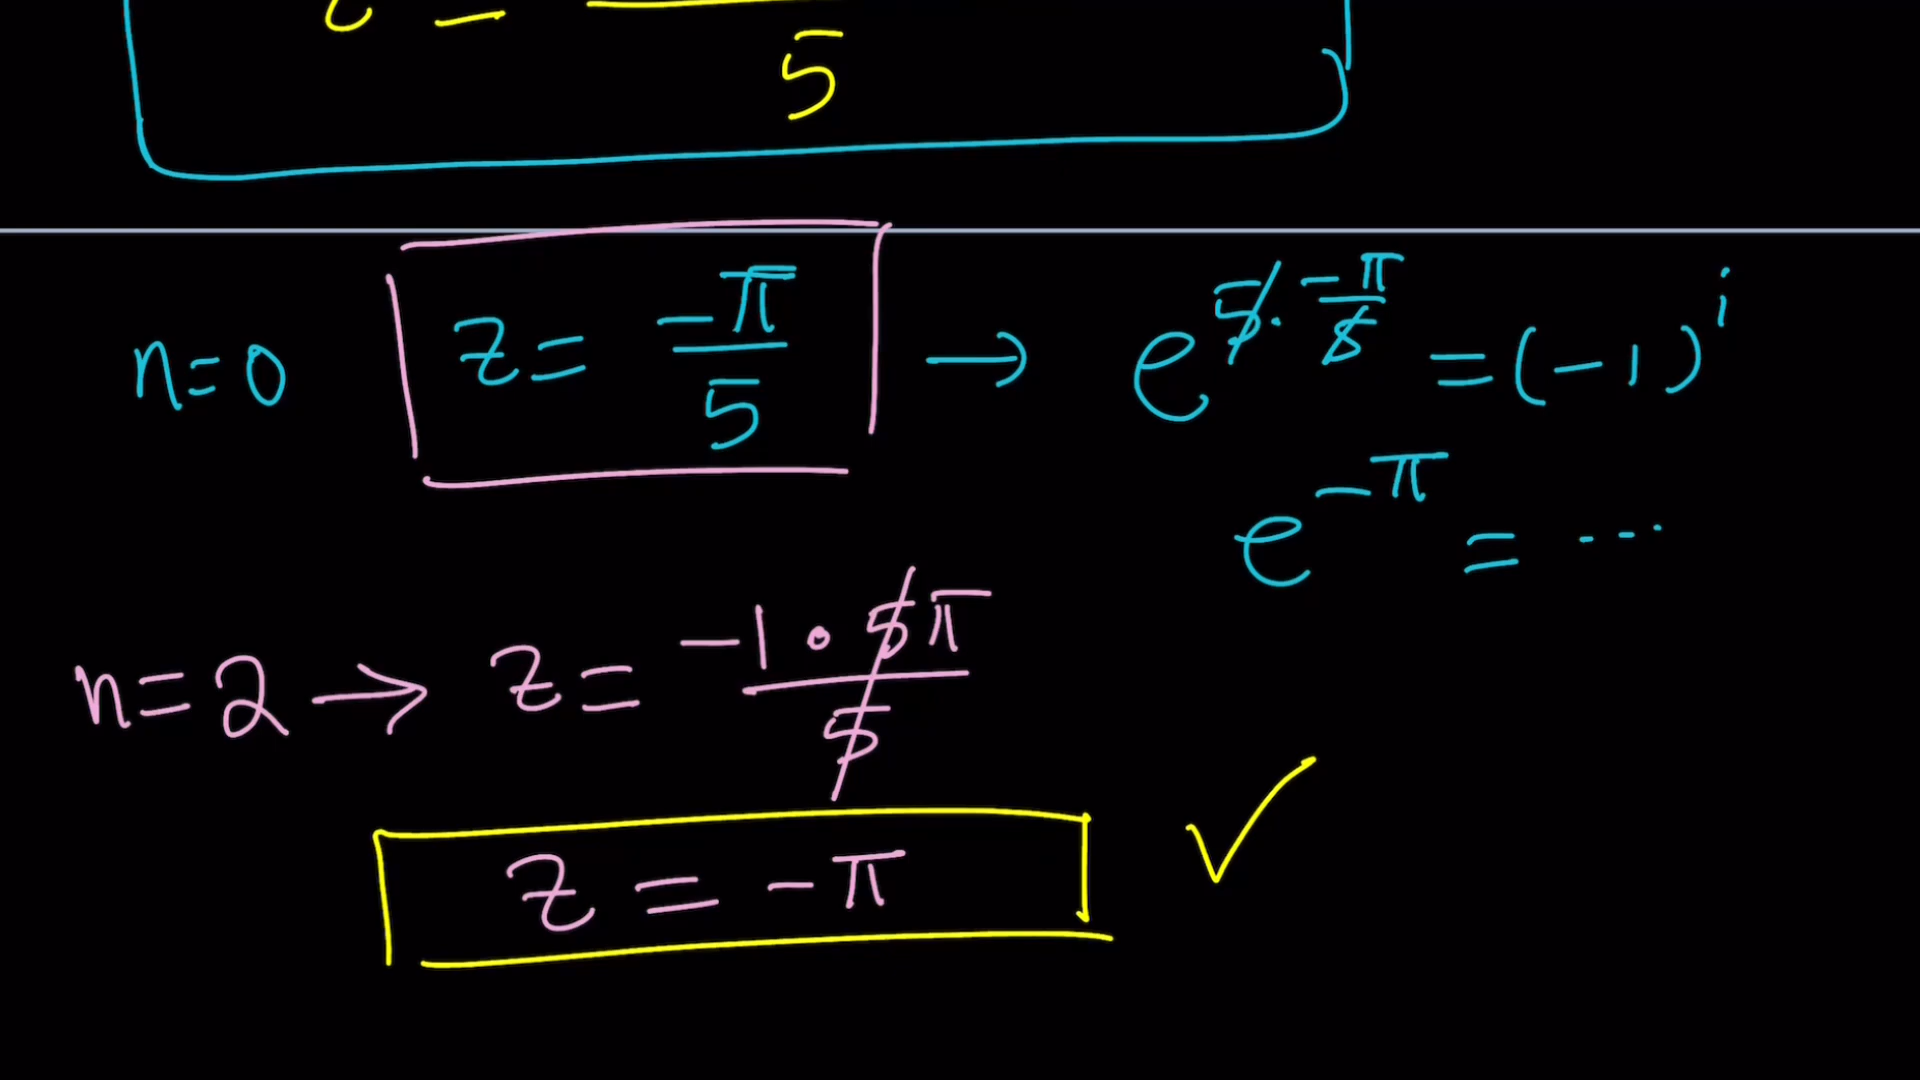 5
n=0 z = -π/5 → e^(5·-π/5) = (-1)^i
e^-π = ...
n=2 → z = -1•5π/5
z = -π ✓